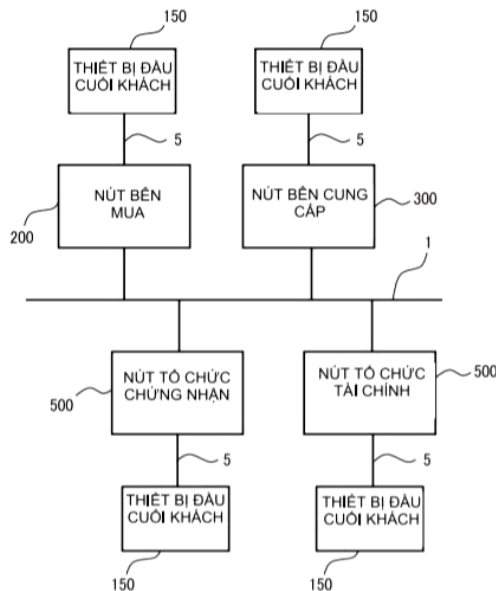 150
150
THIẾT BỊ ĐẦU
CUỐI KHÁCH
THIẾT BỊ ĐẦU
CUỐI KHÁCH
5
5
NÚT BÊN
MUA
NÚT BÊN CUNG
CẤP
200
300
1
NÚT TỔ CHỨC
CHỨNG NHẬN
NÚT TỔ CHỨC
TÀI CHÍNH
500
500
5
5
THIẾT BỊ ĐẦU
CUỐI KHÁCH
THIẾT BỊ ĐẦU
CUỐI KHÁCH
150
150